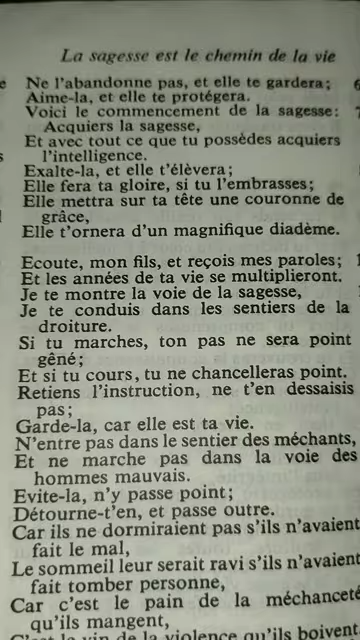 La sagesse est le chemin de la vie
Ne l'abandonne pas, et elle te gardera;
Aime-la, et elle te protégera.
Voici le commencement de la sagesse:
Acquiers la sagesse,
Et avec tout ce que tu possèdes acquiers
l'intelligence.
Exalte-la, et elle t'élèvera;
Elle fera ta gloire, si tu l'embrasses;
Elle mettra sur ta tête une couronne de
grâce,
Elle t'ornera d'un magnifique diadème.
Ecoute, mon fils, et reçois mes paroles;
Et les années de ta vie se multiplieront.
Je te montre la voie de la sagesse,
Je te conduis dans les sentiers de la
droiture.
Si tu marches, ton pas ne sera point
gêné;
Et si tu cours, tu ne chancelleras point.
Retiens l'instruction, ne t'en dessaisis
pas;
Garde-la, car elle est ta vie.
N'entre pas dans le sentier des méchants,
Et ne marche pas dans la voie des
hommes mauvais.
Evite-la, n'y passe point;
Détourne-t'en, et passe outre.
Car ils ne dormiraient pas s'ils n'avaient
fait le mal,
Le sommeil leur serait ravi s'ils n'avaient
fait tomber personne,
Car c'est le pain de la méchanceté
qu'ils mangent,
C'est le vin de la violence qu'ils boivent